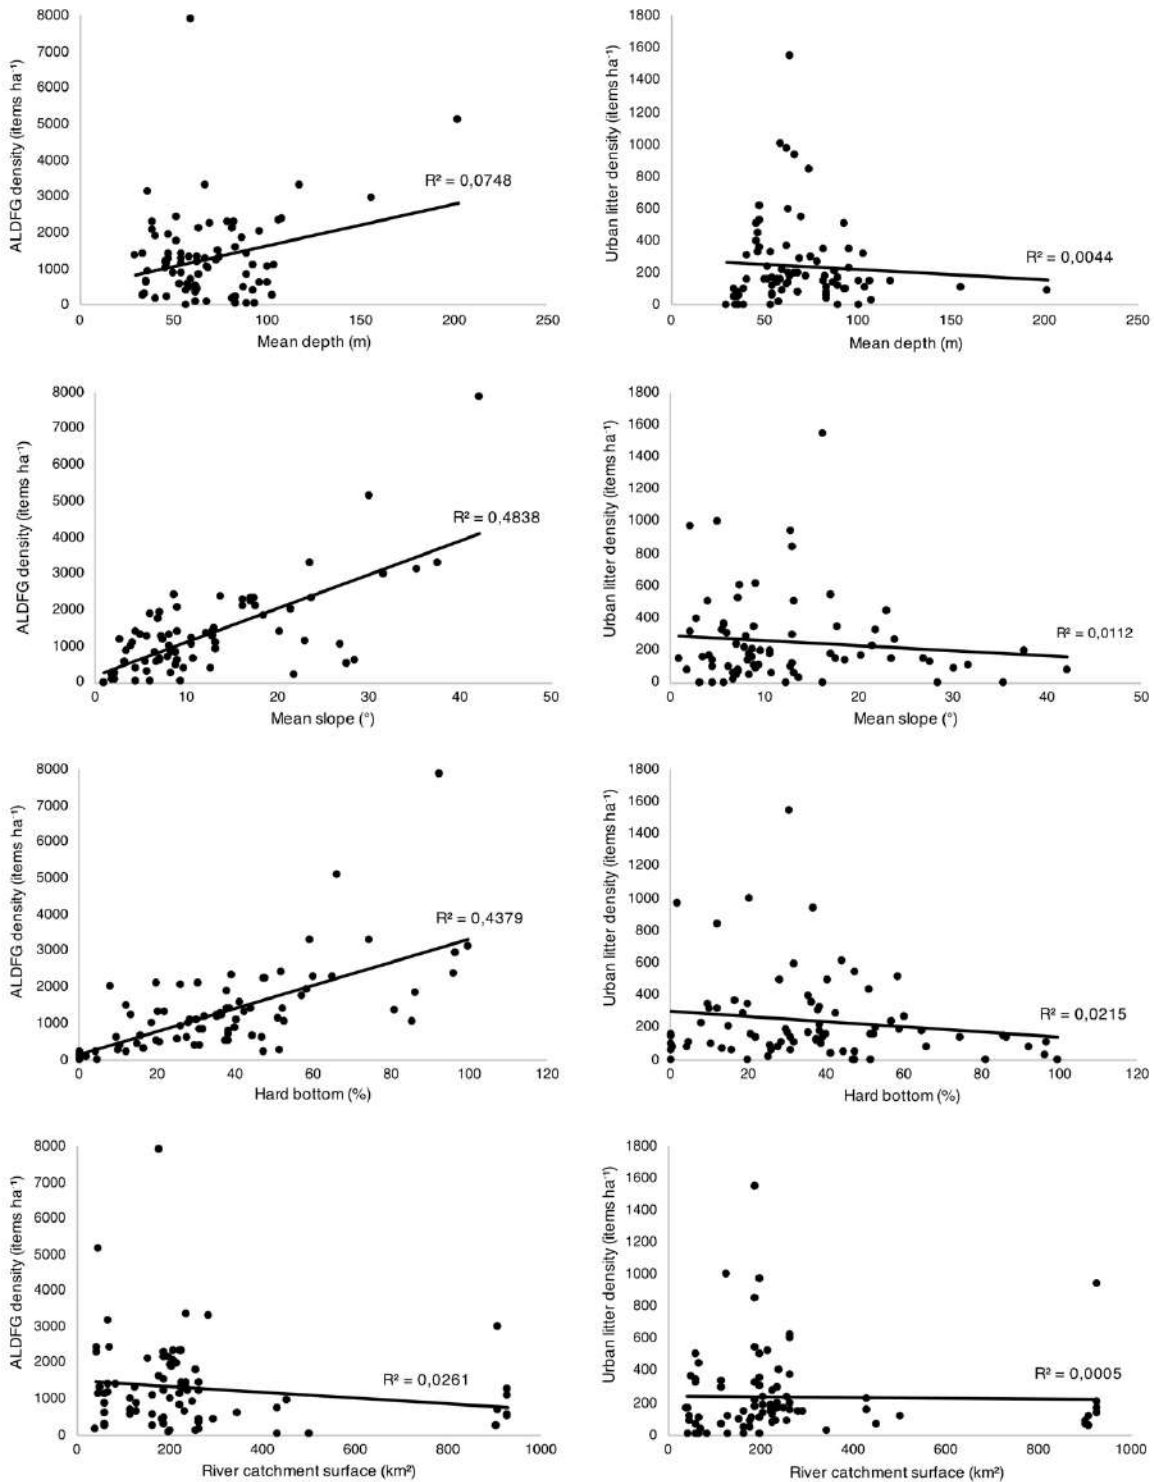 8000
7000
6000
5000
4000
3000
2000
1000
0
ALDFG density (items ha⁻¹)
R² = 0,0748
0 50 100 150 200 250
Mean depth (m)
1800
1600
1400
1200
1000
800
600
400
200
0
Urban litter density (items ha⁻¹)
R² = 0,0044
0 50 100 150 200 250
Mean depth (m)
8000
7000
6000
5000
4000
3000
2000
1000
0
ALDFG density (items ha⁻¹)
R² = 0,4838
0 10 20 30 40 50
Mean slope (°)
1800
1600
1400
1200
1000
800
600
400
200
0
Urban litter density (items ha⁻¹)
R² = 0,0112
0 10 20 30 40 50
Mean slope (°)
8000
7000
6000
5000
4000
3000
2000
1000
0
ALDFG density (items ha⁻¹)
R² = 0,4379
0 20 40 60 80 100 120
Hard bottom (%)
1800
1600
1400
1200
1000
800
600
400
200
0
Urban litter density (items ha⁻¹)
R² = 0,0215
0 20 40 60 80 100 120
Hard bottom (%)
8000
7000
6000
5000
4000
3000
2000
1000
0
ALDFG density (items ha⁻¹)
R² = 0,0261
0 200 400 600 800 1000
River catchment surface (km²)
1800
1600
1400
1200
1000
800
600
400
200
0
Urban litter density (items ha⁻¹)
R² = 0,0005
0 200 400 600 800 1000
River catchment surface (km²)